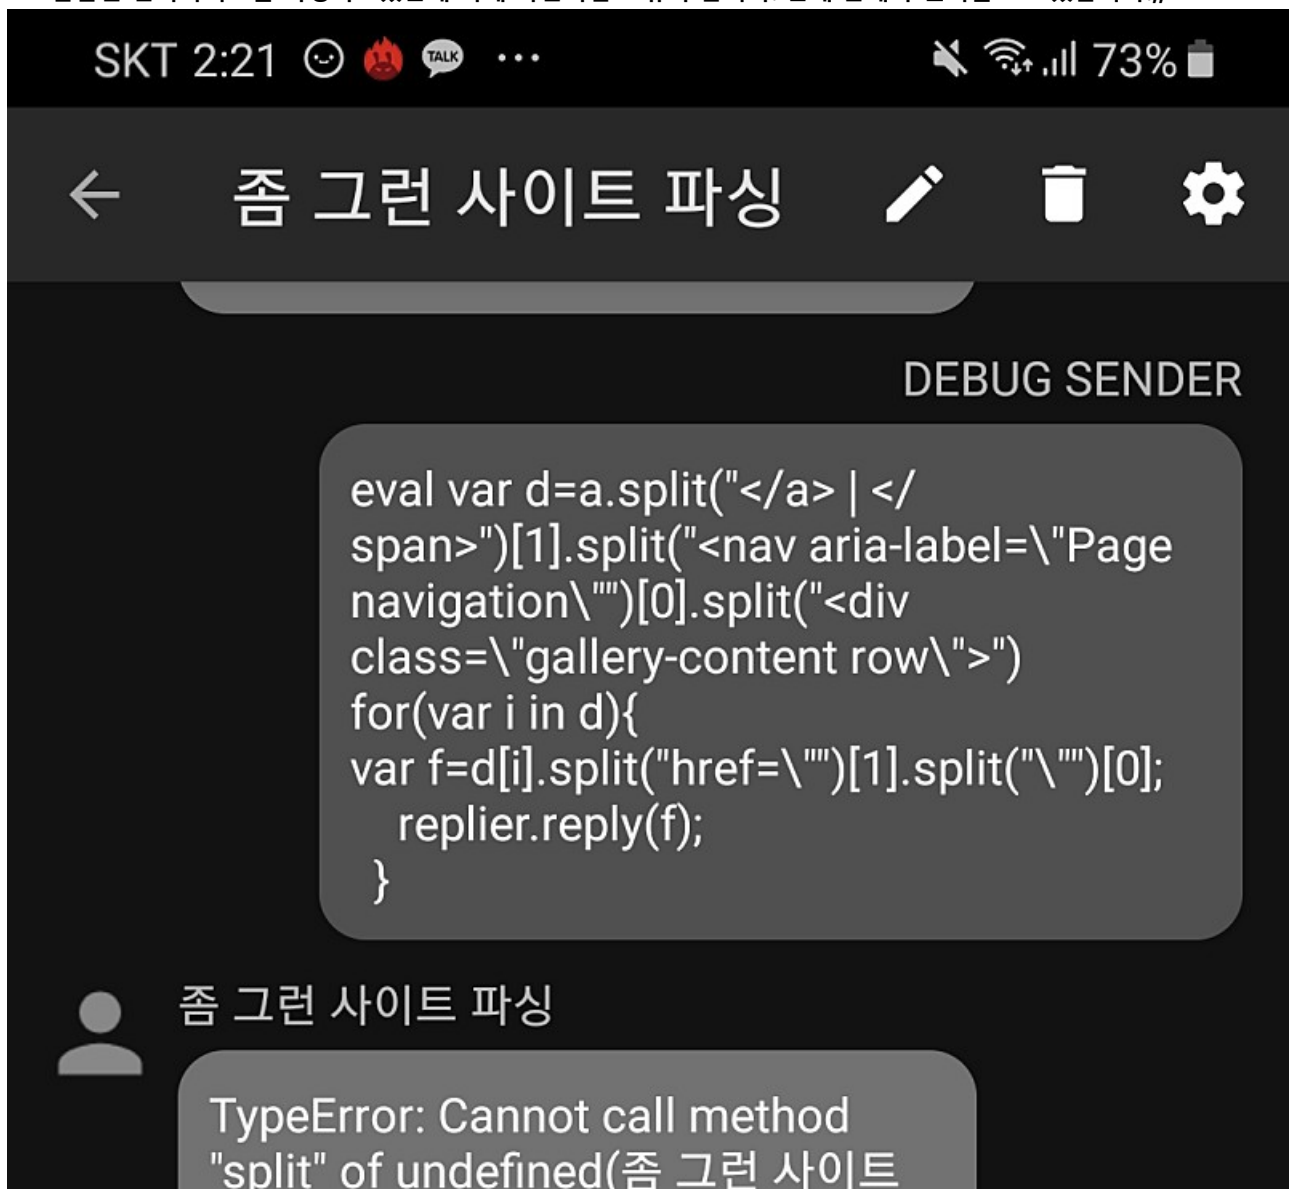 SKT 2:21 TALK ... 73%
좀 그런 사이트 파싱
DEBUG SENDER
eval var d=a.split("</a> | </
span>")[1].split("<nav aria-label=\"Page
navigation\"")[0].split("<div
class=\"gallery-content row\">")
for(var i in d){
var f=d[i].split("href=\"")[1].split("\"")[0];
replier.reply(f);
}
좀 그런 사이트 파싱
TypeError: Cannot call method
"split" of undefined(좀 그런 사이트